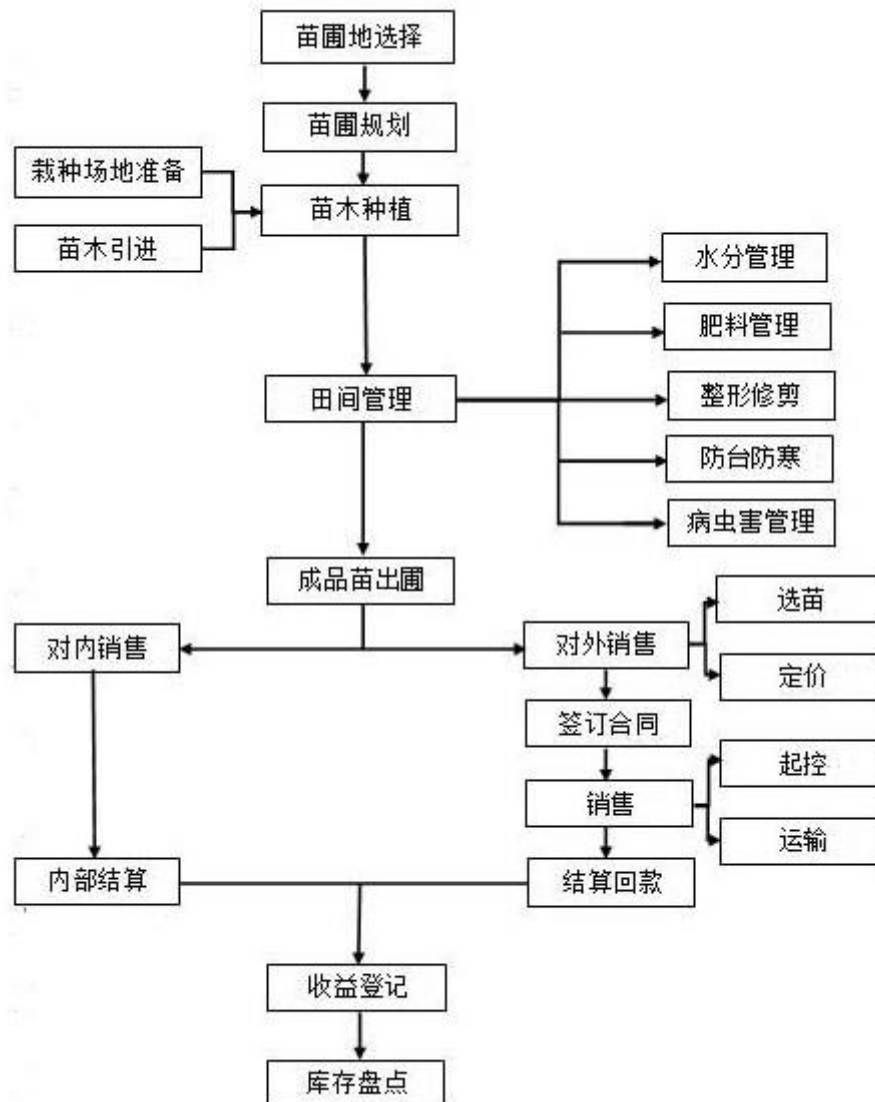 苗圃地选择
苗圃规划
栽种场地准备
苗木种植
苗木引进
水分管理
肥料管理
田间管理
整形修剪
防台防寒
病虫害管理
成品苗出圃
选苗
对内销售
对外销售
定价
签订合同
起控
销售
运输
内部结算
结算回款
收益登记
库存盘点